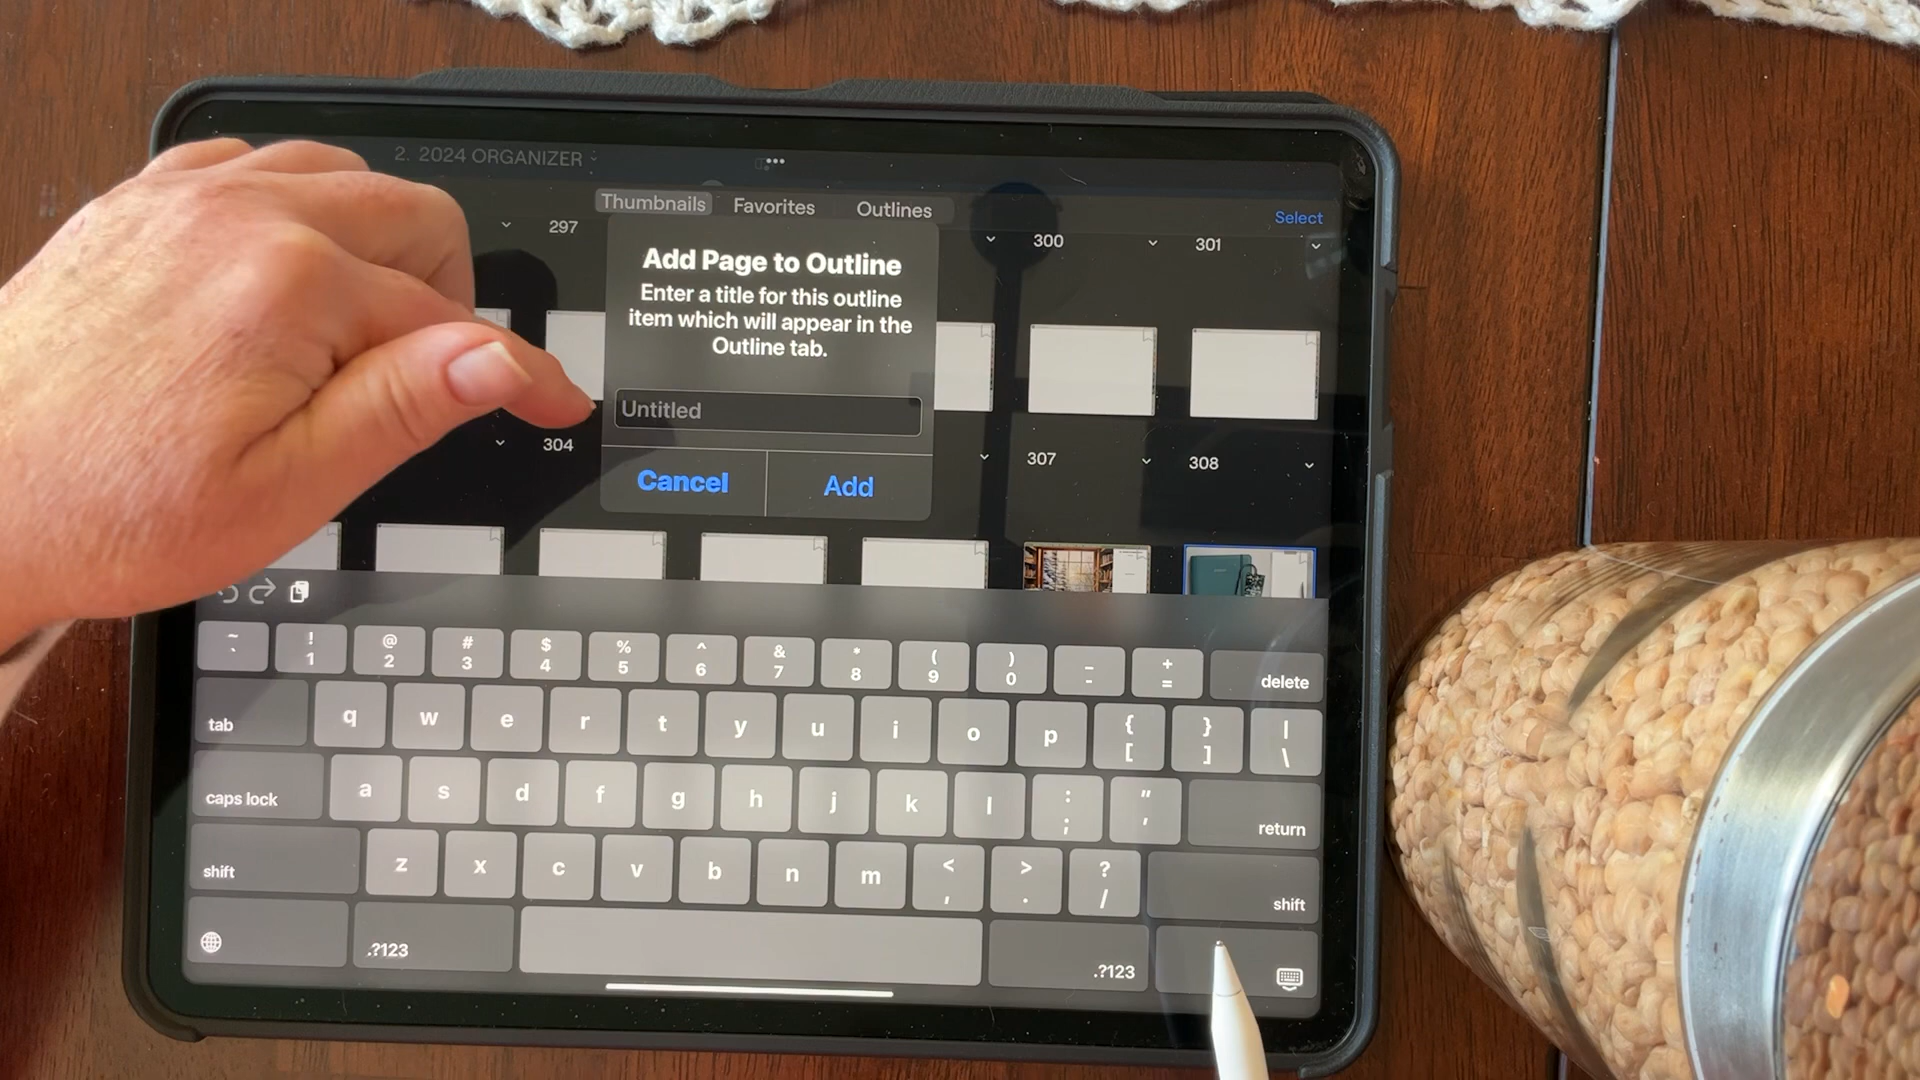 2. 2024 ORGANIZER
Thumbnails Favorites Outlines
Select
297 300 301
Add Page to Outline
Enter a title for this outline
item which will appear in the
Outline tab.
Untitled
Cancel Add
304 307 308
~ ! @ # $ % ^ & * ( ) - +
` 1 2 3 4 5 6 7 8 9 0 - = delete
tab q w e r t y u i o p { [ } ] | \
caps lock a s d f g h j k l : ; " ' return
shift z x c v b n m < , > . ? / shift
.?123 .?123